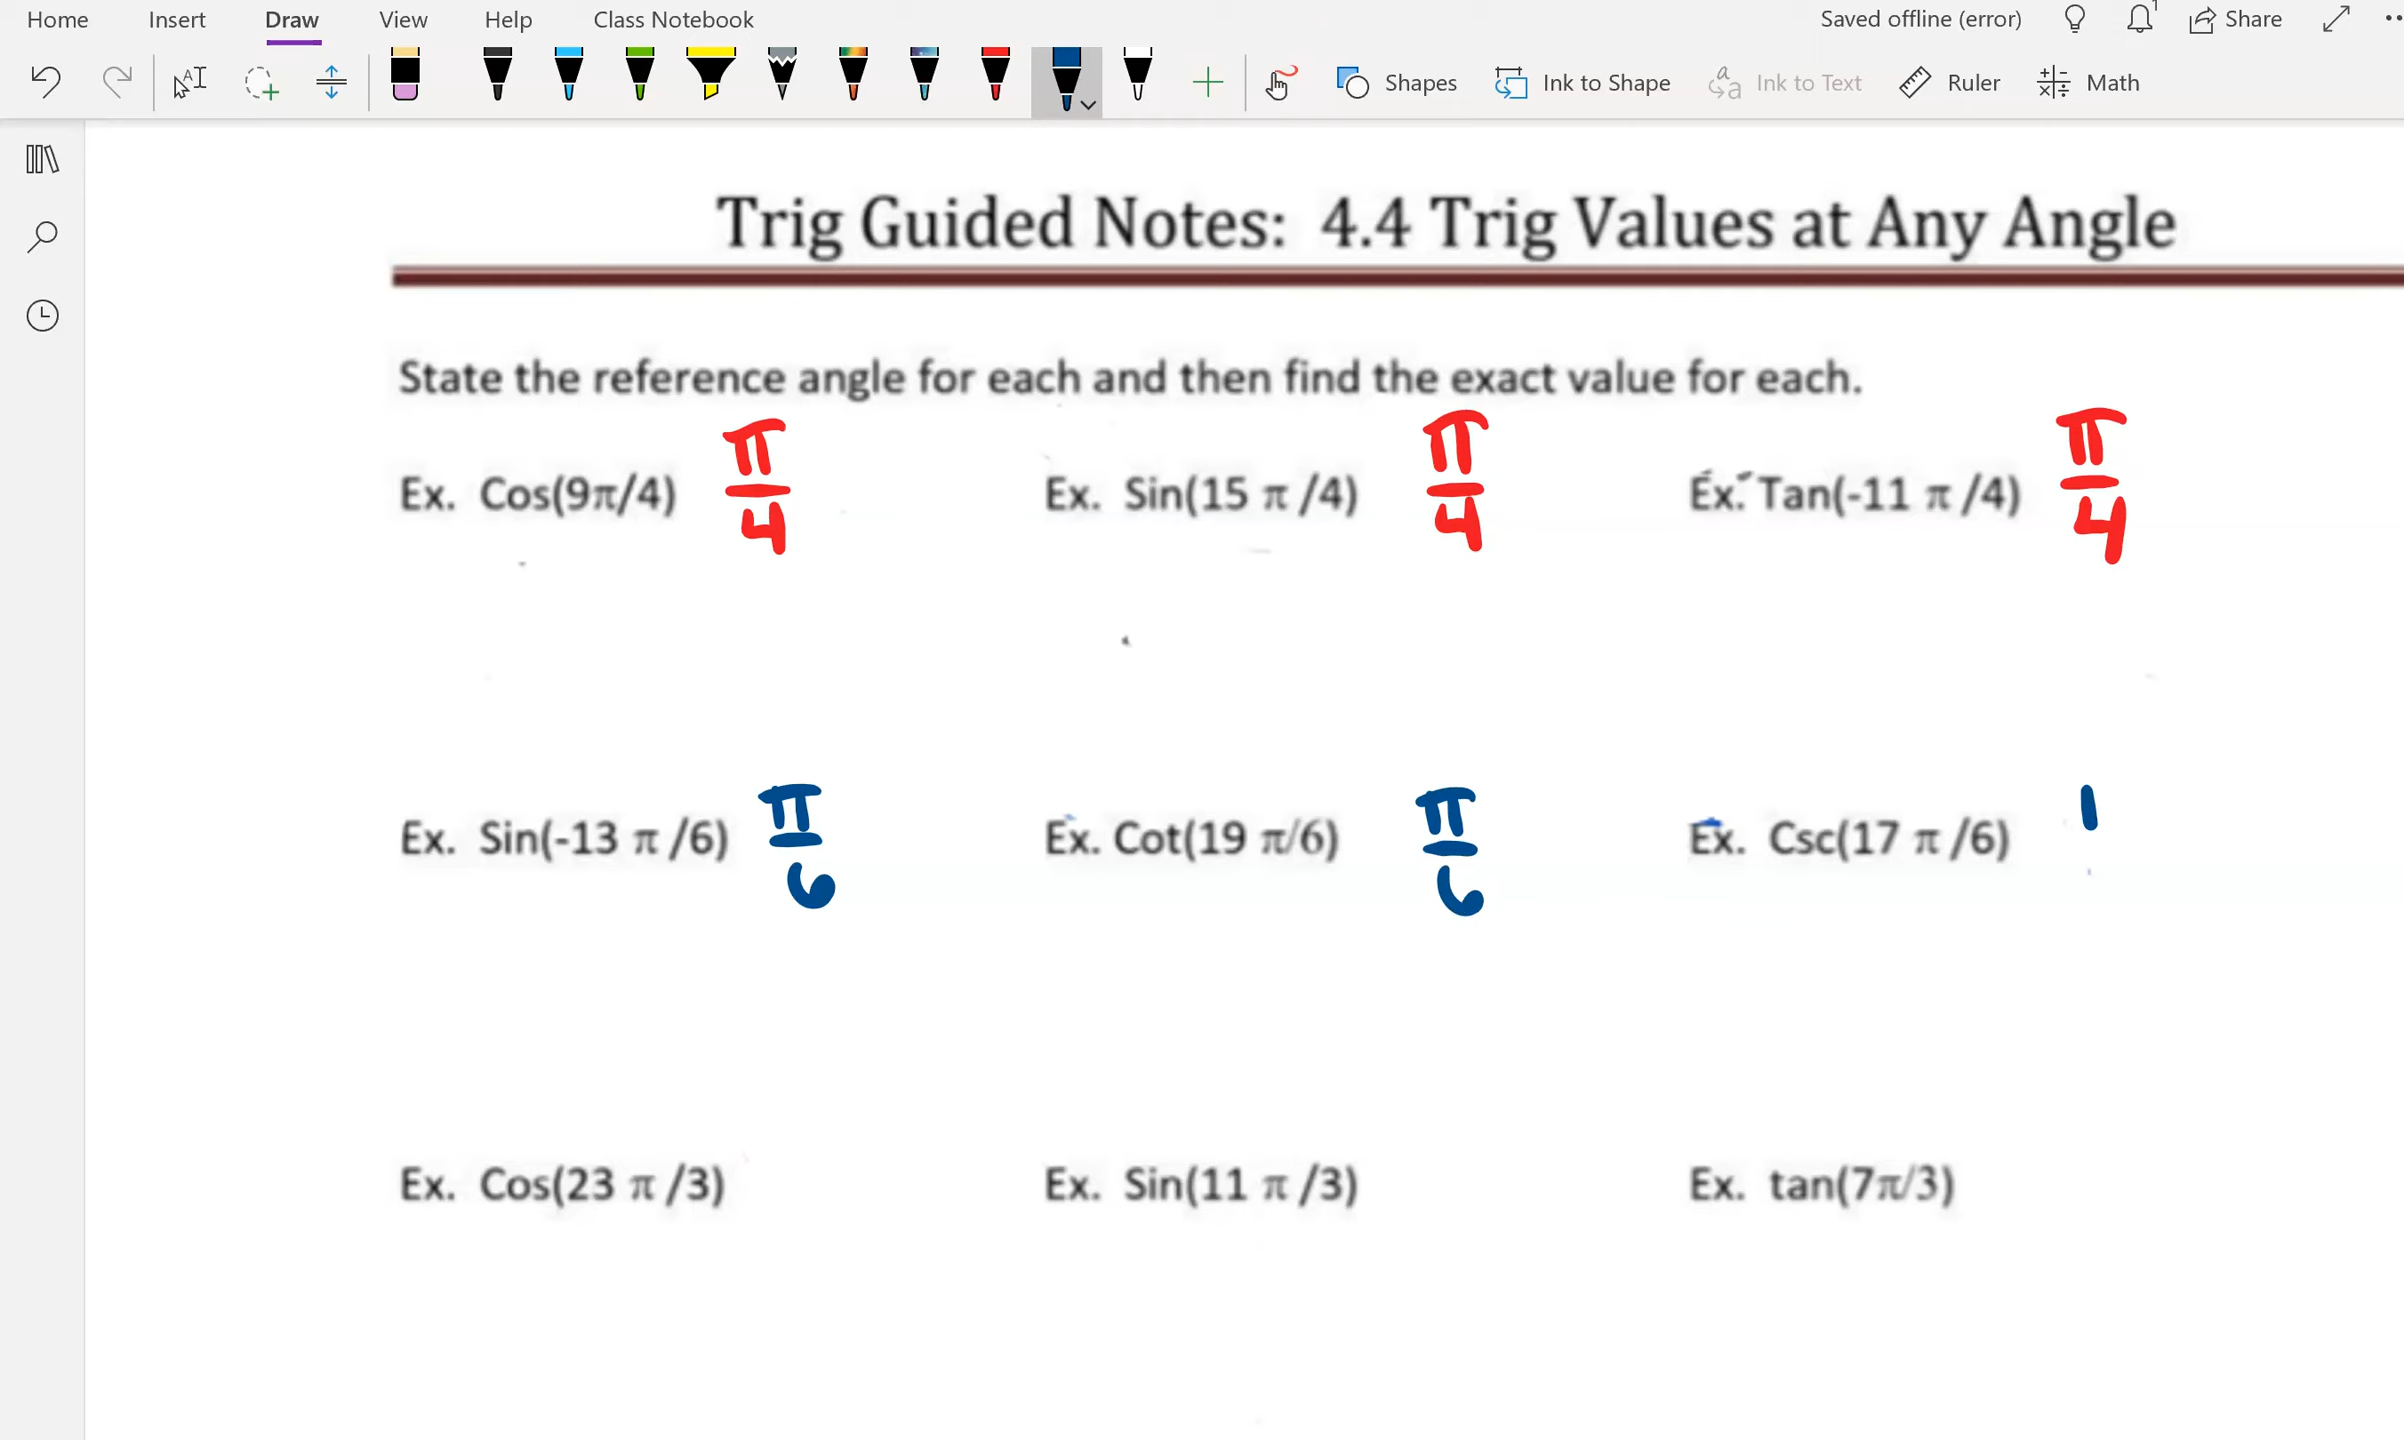 Home Insert Draw View Help Class Notebook Saved offline (error) 1 Share
Shapes Ink to Shape Ink to Text Ruler Math
Trig Guided Notes: 4.4 Trig Values at Any Angle
State the reference angle for each and then find the exact value for each.
Ex. Cos(9π/4) π/4 Ex. Sin(15 π /4) π/4 Ex. Tan(-11 π /4) π/4
Ex. Sin(-13 π /6) π/6 Ex. Cot(19 π/6) π/6 Ex. Csc(17 π /6)
Ex. Cos(23 π /3) Ex. Sin(11 π /3) Ex. tan(7π/3)